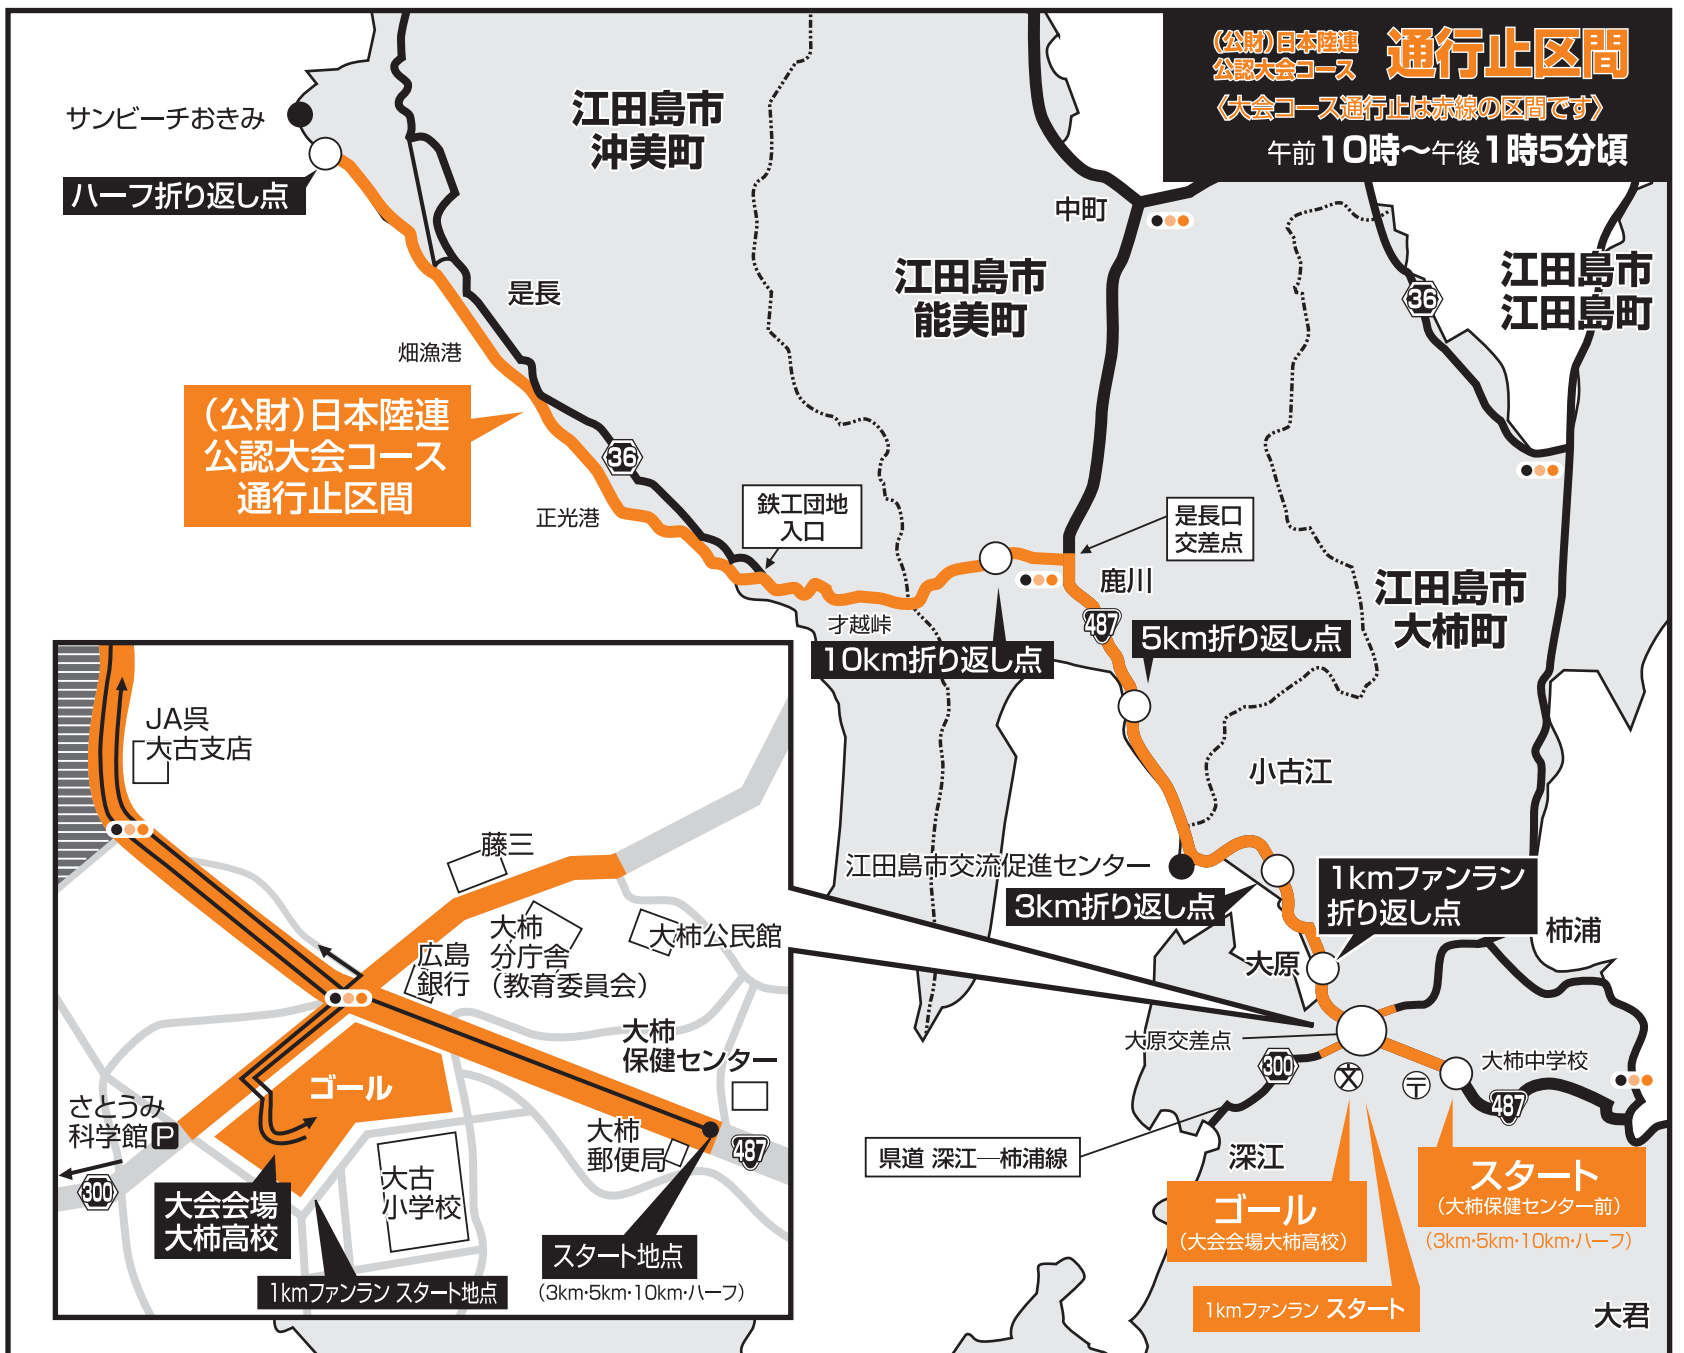 （公財）日本陸連
公認大会コース
通行止区間
〈大会コース通行止は赤線の区間です〉
午前10時～午後1時5分頃
サンビーチおきみ
ハーフ折り返し点
江田島市
沖美町
中町
江田島市
能美町
36
江田島市
江田島町
是長
畑漁港
（公財）日本陸連
公認大会コース
通行止区間
36
正光港
鉄工団地
入口
是長口
交差点
鹿川
487
才越峠
10km折り返し点
5km折り返し点
江田島市
大柿町
小古江
江田島市交流促進センター
3km折り返し点
1kmファンラン
折り返し点
柿浦
大原
大原交差点
300
文
〒
大柿中学校
487
県道 深江―柿浦線
深江
ゴール
（大会会場大柿高校）
スタート
（大柿保健センター前）
（3km・5km・10km・ハーフ）
1kmファンラン スタート
大君
JA呉
大古支店
藤三
広島
銀行
大柿
分庁舎
（教育委員会）
大柿公民館
大柿
保健センター
ゴール
さとうみ
科学館 P
300
大会会場
大柿高校
大古
小学校
大柿
郵便局
487
1kmファンラン スタート地点
スタート地点
（3km・5km・10km・ハーフ）